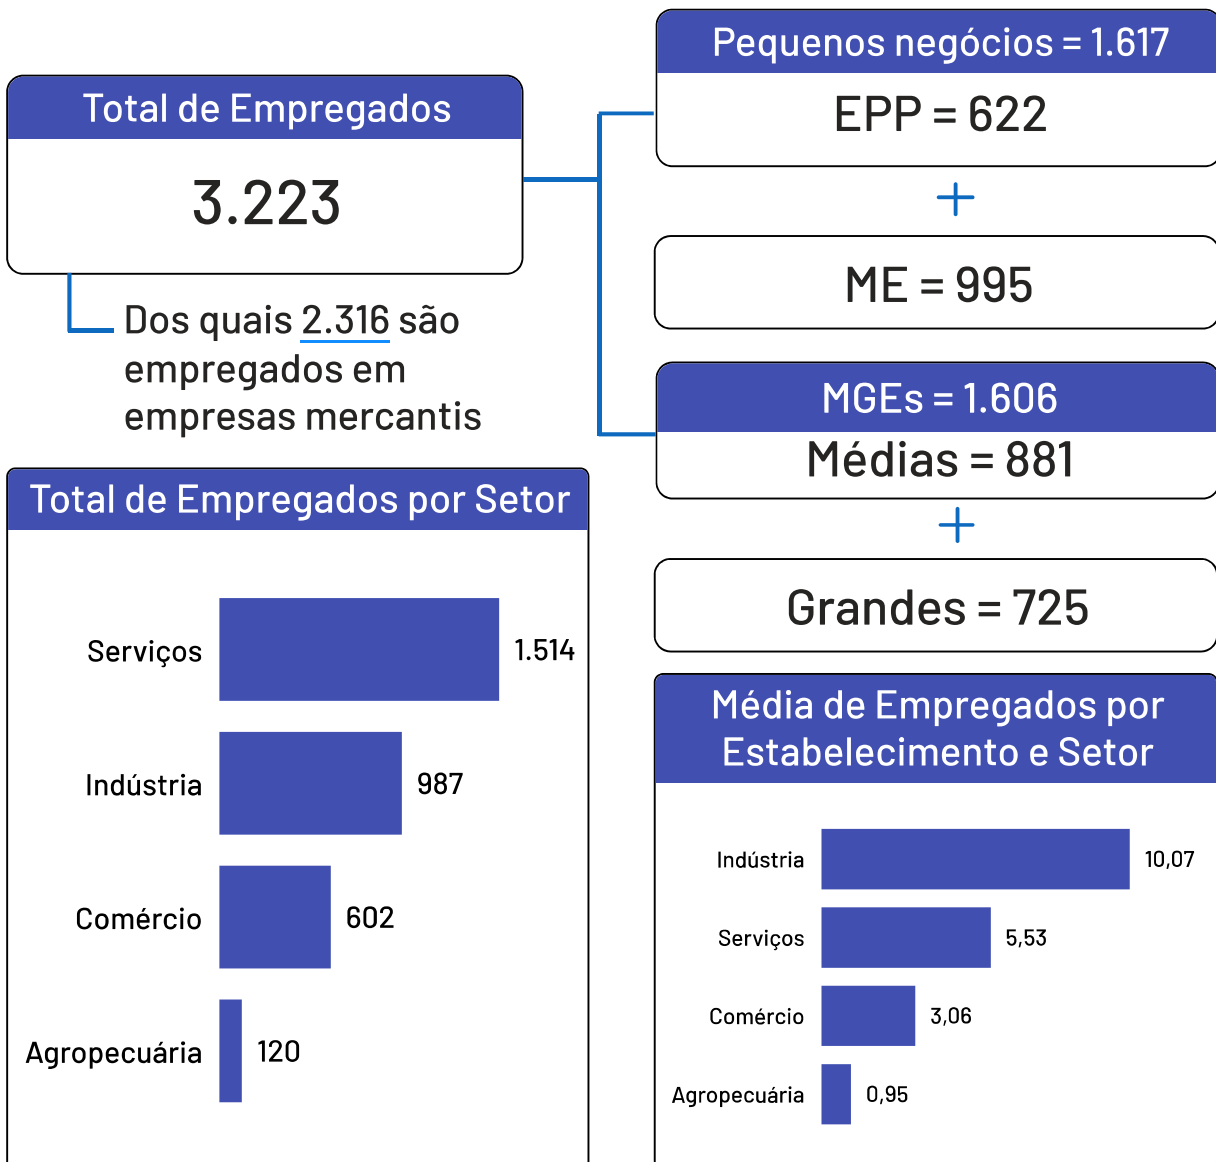 Total de Empregados
3.223
Dos quais 2.316 são
empregados em
empresas mercantis
Pequenos negócios = 1.617
EPP = 622
+
ME = 995
MGEs = 1.606
Médias = 881
+
Grandes = 725
Total de Empregados por Setor
Serviços 1.514
Indústria 987
Comércio 602
Agropecuária 120
Média de Empregados por
Estabelecimento e Setor
Indústria 10,07
Serviços 5,53
Comércio 3,06
Agropecuária 0,95